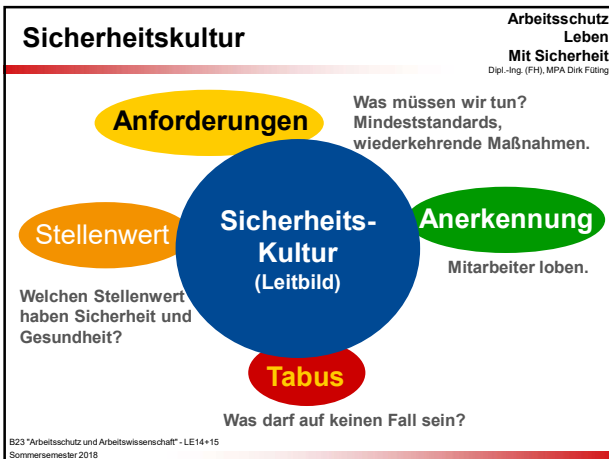 Sicherheitskultur
Arbeitsschutz
Leben
Mit Sicherheit
Dipl.-Ing. (FH), MPA Dirk Füting
Anforderungen
Was müssen wir tun?
Mindeststandards,
wiederkehrende Maßnahmen.
Stellenwert
Sicherheits-
Kultur
(Leitbild)
Anerkennung
Mitarbeiter loben.
Welchen Stellenwert
haben Sicherheit und
Gesundheit?
Tabus
Was darf auf keinen Fall sein?
B23 "Arbeitsschutz und Arbeitswissenschaft" - LE14+15
Sommersemester 2018